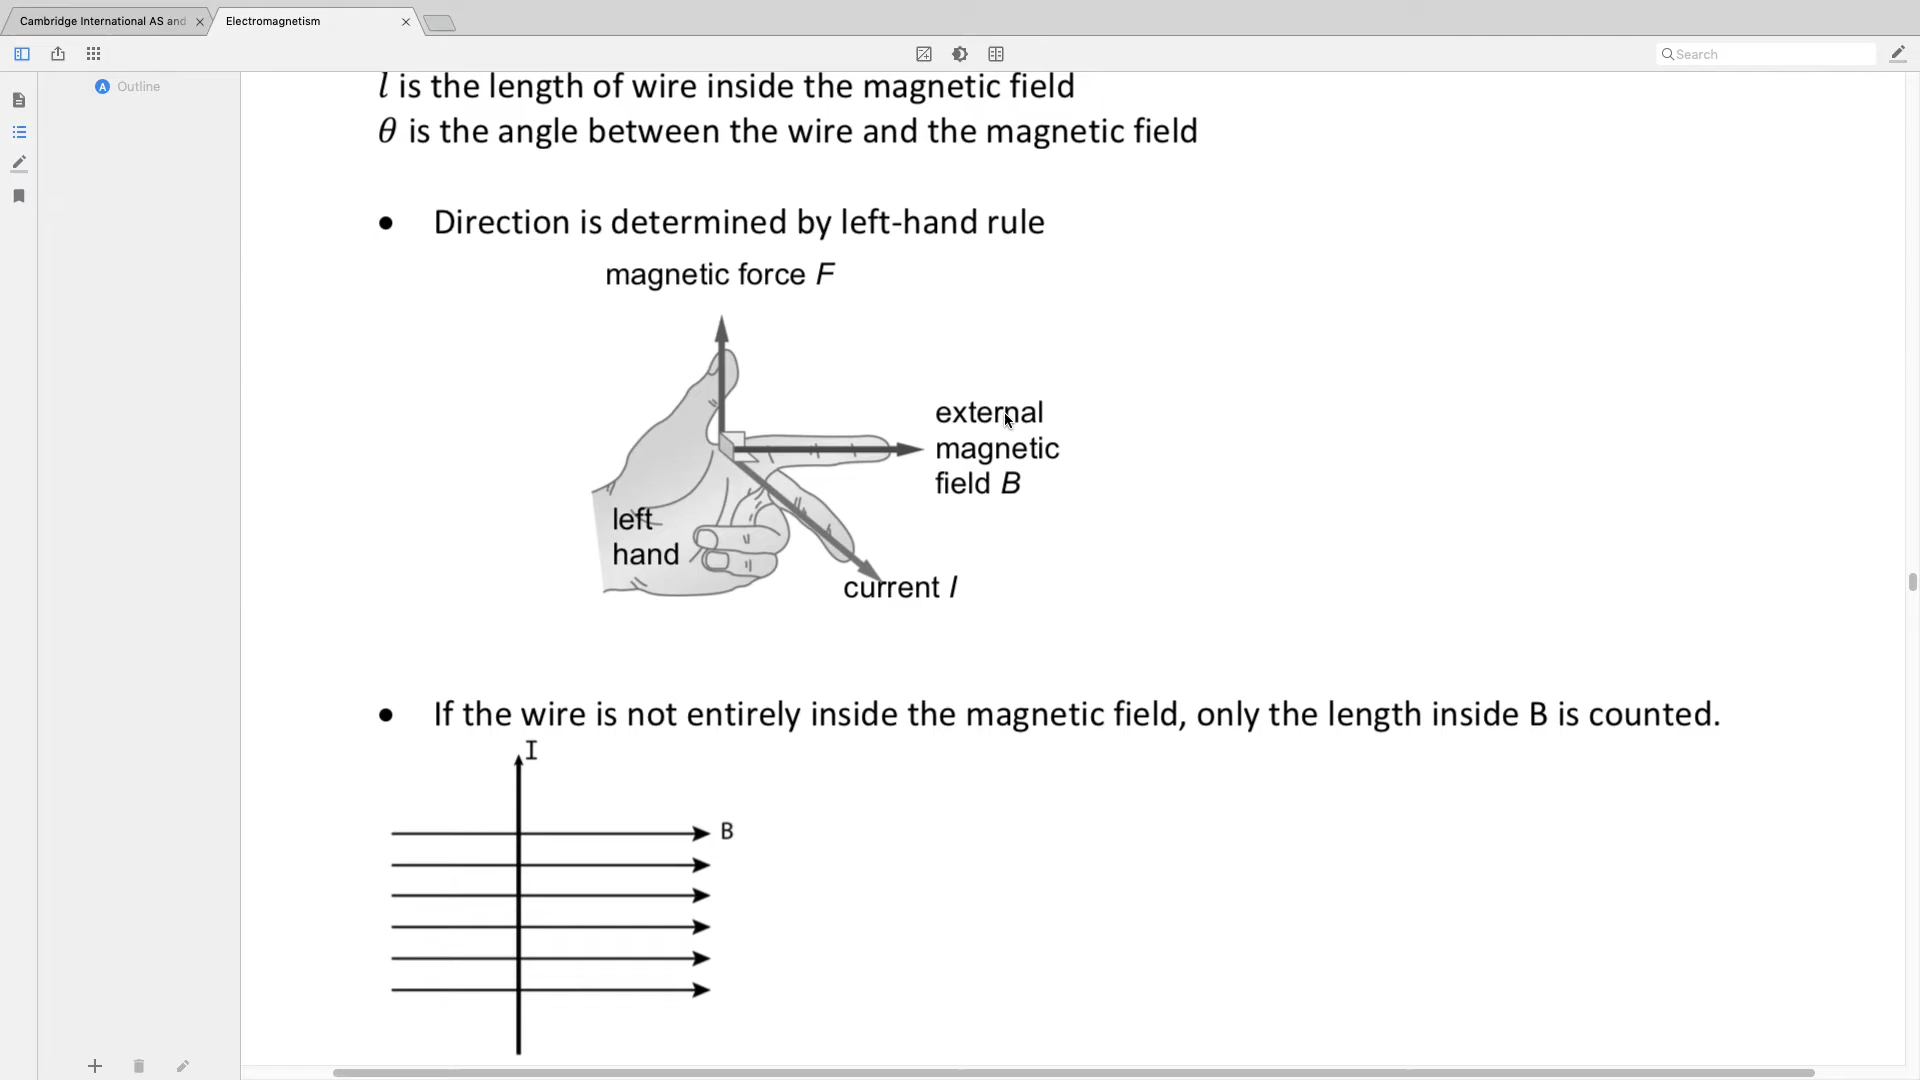 Cambridge International AS and
Electromagnetism
Search
Outline
l is the length of wire inside the magnetic field
θ is the angle between the wire and the magnetic field
• Direction is determined by left-hand rule
magnetic force F
external
magnetic
field B
left
hand
current I
• If the wire is not entirely inside the magnetic field, only the length inside B is counted.
I
B